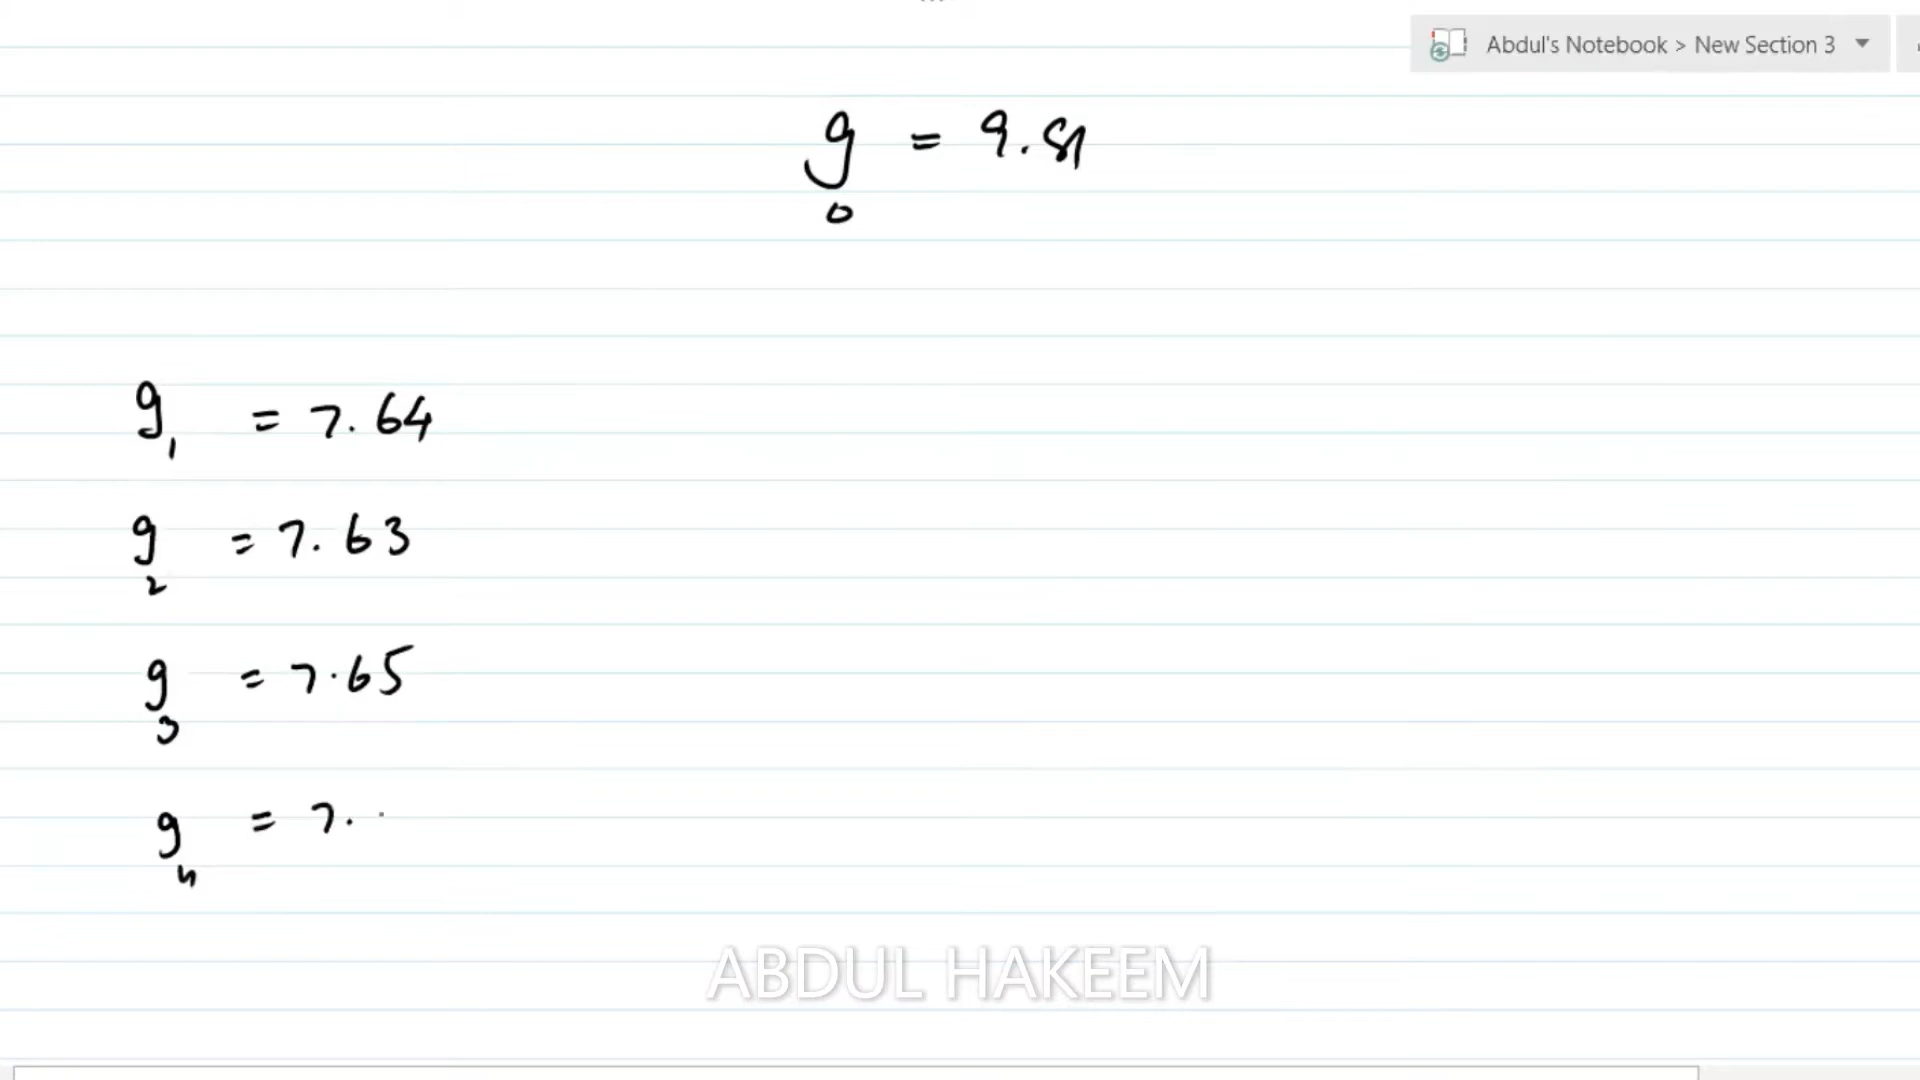 Abdul's Notebook > New Section 3
g₀ = 9.81
g₁ = 7.64
g₂ = 7.63
g₃ = 7.65
g₄ = 7.
ABDUL HAKEEM